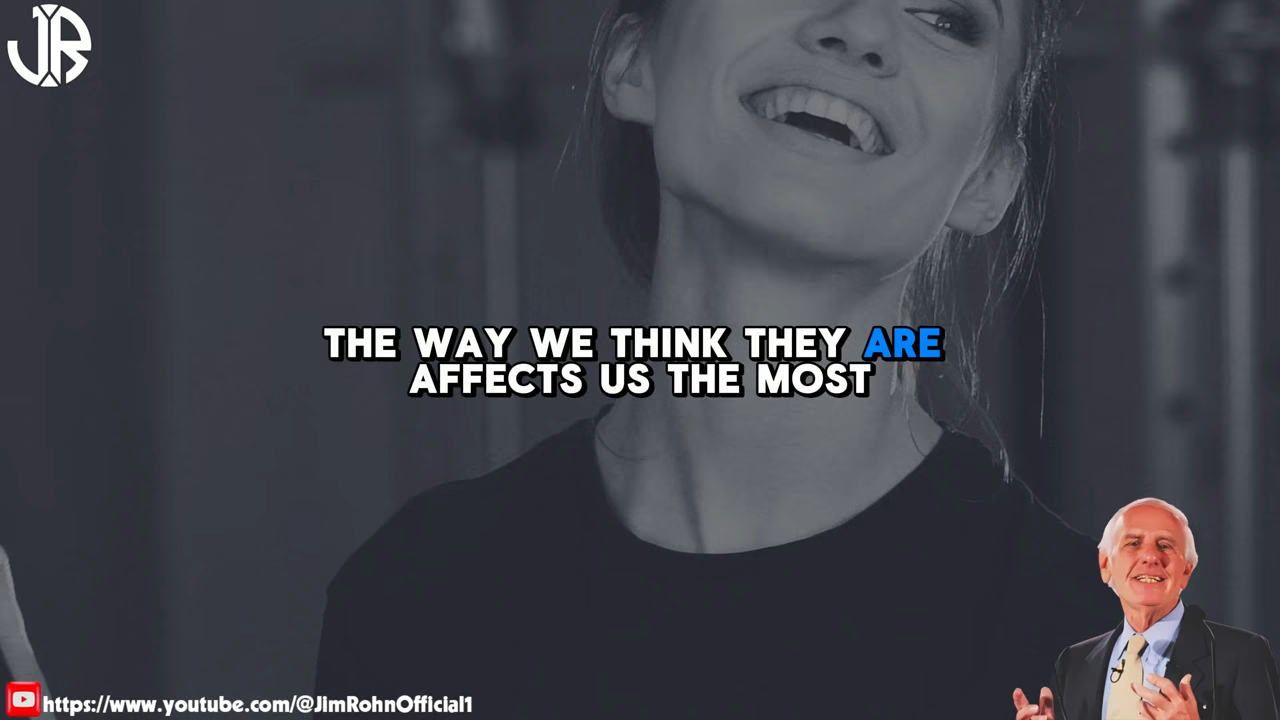 JR
THE WAY WE THINK THEY ARE
AFFECTS US THE MOST
https://www.youtube.com/@JimRohnOfficial1